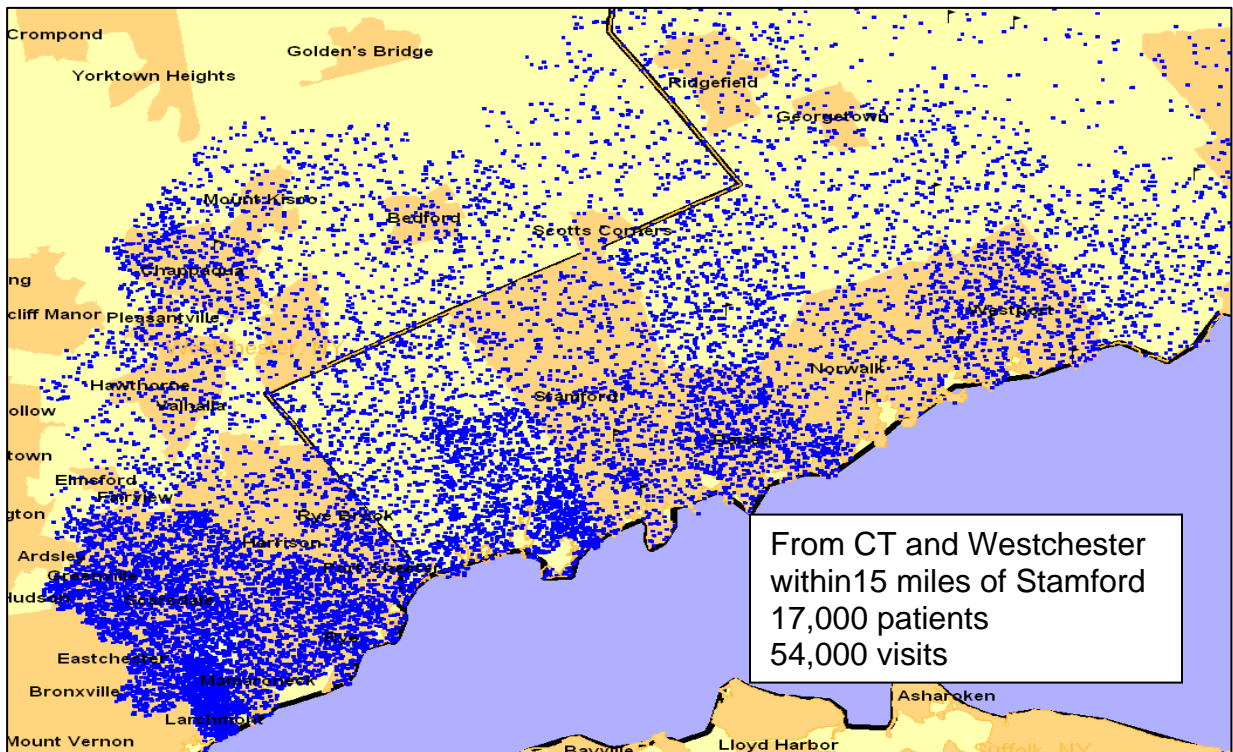 Crompond
Golden's Bridge
Yorktown Heights
Ridgefield
Georgetown
Mount Kisco
Bedford
Scotts Corners
Chappaqua
ng
cliff Manor
Pleasantville
Westport
Norwalk
Hawthorne
Valhalla
Stamford
ollow
Darien
town
Elmsford
Fairview
gton
Rye Brook
Harrison
Ardsley
Port Chester
Greenville
Hudson
Scarsdale
Rye
Eastchester
Mamaroneck
Bronxville
Larchmont
Mount Vernon
From CT and Westchester
within15 miles of Stamford
17,000 patients
54,000 visits
Asharoken
Bayville
Lloyd Harbor
Suffolk, NY